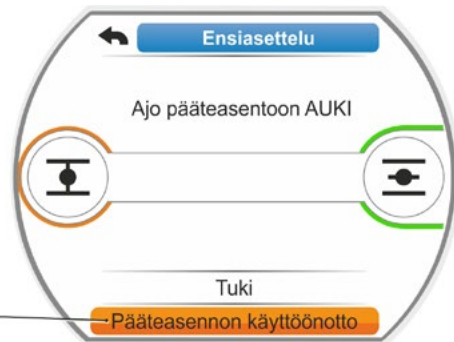 Ensiasettelu
Ajo pääteasentoon AUKI
Tuki
Pääteasennon käyttöönotto